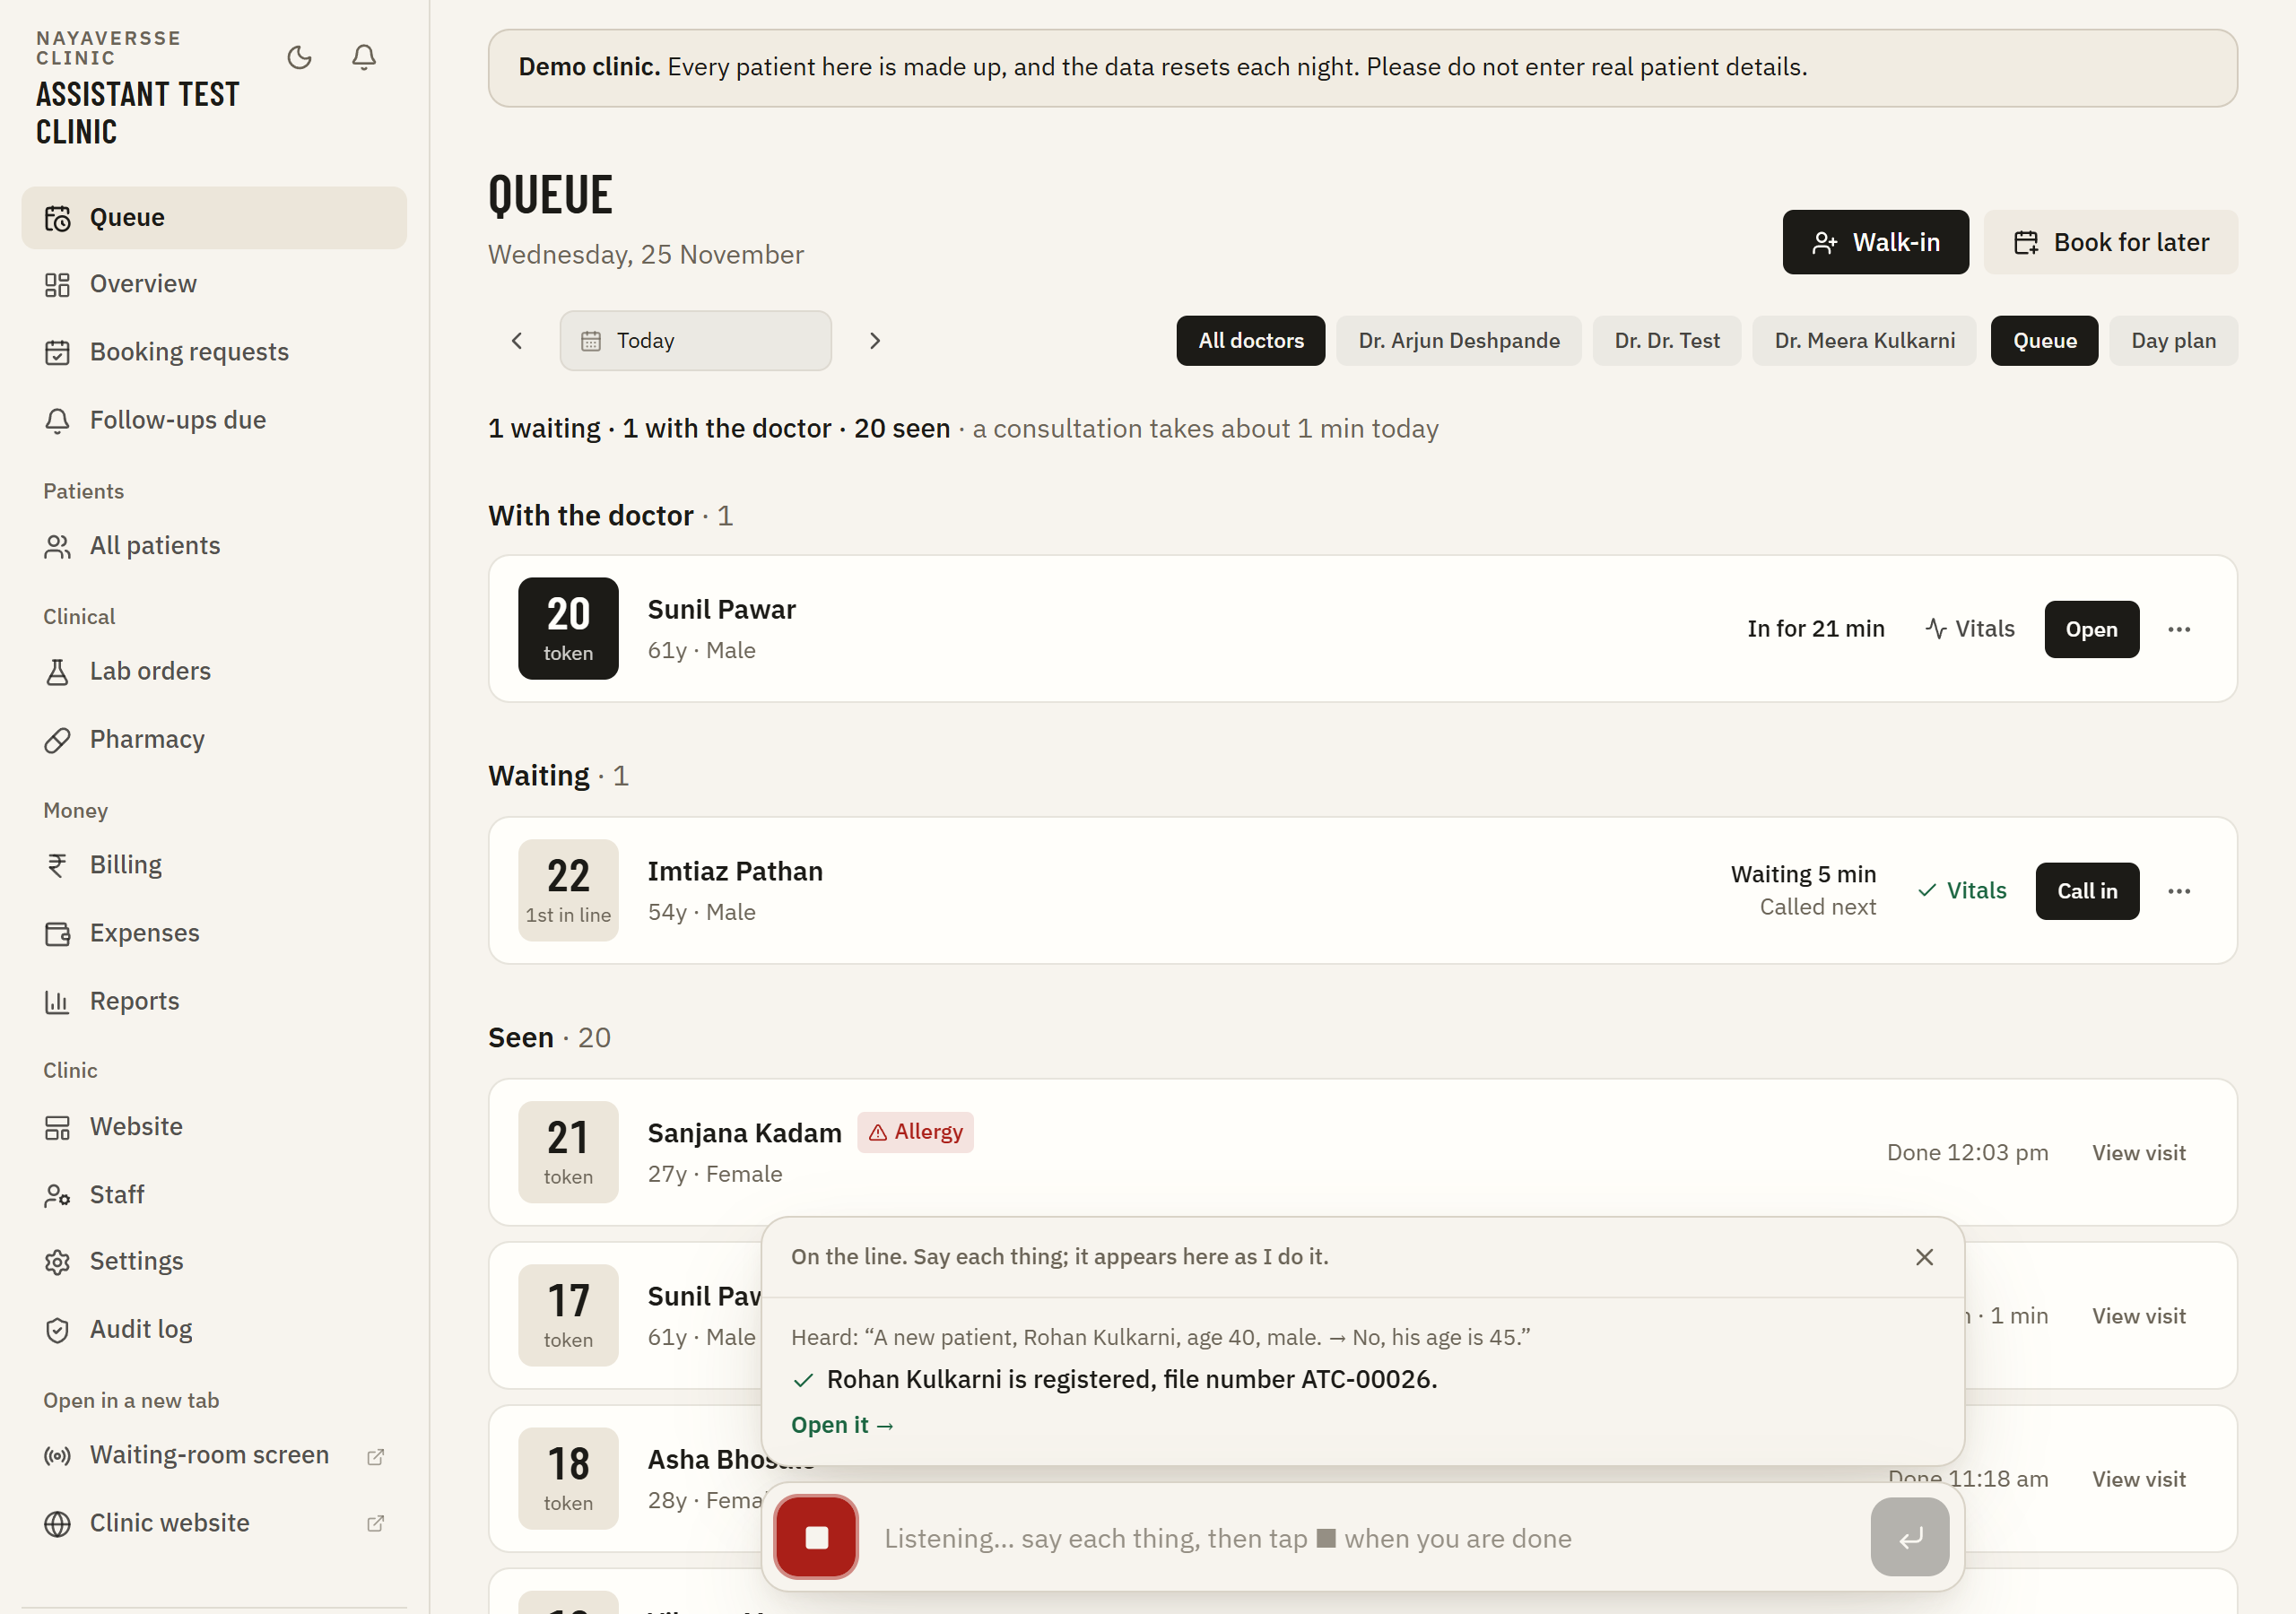 NAYAVERSSE
CLINIC
ASSISTANT TEST
CLINIC
Queue
Overview
Booking requests
Follow-ups due
Patients
All patients
Clinical
Lab orders
Pharmacy
Money
Billing
Expenses
Reports
Clinic
Website
Staff
Settings
Audit log
Open in a new tab
Waiting-room screen
Clinic website
Demo clinic. Every patient here is made up, and the data resets each night. Please do not enter real patient details.
QUEUE
Wednesday, 25 November
Walk-in
Book for later
Today
All doctors
Dr. Arjun Deshpande
Dr. Dr. Test
Dr. Meera Kulkarni
Queue
Day plan
1 waiting · 1 with the doctor · 20 seen · a consultation takes about 1 min today
With the doctor · 1
20
token
Sunil Pawar
61y · Male
In for 21 min
Vitals
Open
Waiting · 1
22
1st in line
Imtiaz Pathan
54y · Male
Waiting 5 min
Called next
Vitals
Call in
Seen · 20
21
token
Sanjana Kadam
Allergy
27y · Female
Done 12:03 pm
View visit
17
token
Sunil
61y · Male
· 1 min
View visit
18
token
Asha
28y ·
Done 11:18 am
View visit
On the line. Say each thing; it appears here as I do it.
Heard: “A new patient, Rohan Kulkarni, age 40, male. → No, his age is 45.”
Rohan Kulkarni is registered, file number ATC-00026.
Open it →
Listening... say each thing, then tap ■ when you are done